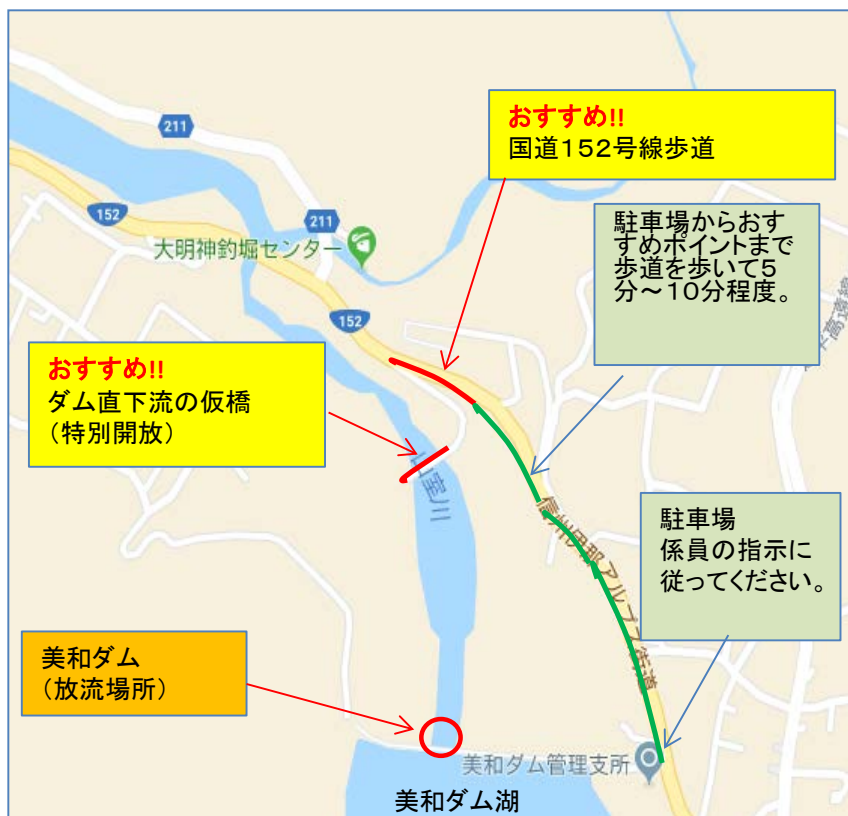 おすすめ!!
国道152号線歩道
211
152
211
大明神釣堀センター
152
駐車場からおす
すめポイントまで
歩道を歩いて5
分～10分程度。
おすすめ!!
ダム直下流の仮橋
（特別開放）
山室川
信州伊那アルプス街道
駐車場
係員の指示に
従ってください。
美和ダム
（放流場所）
美和ダム管理支所
美和ダム湖